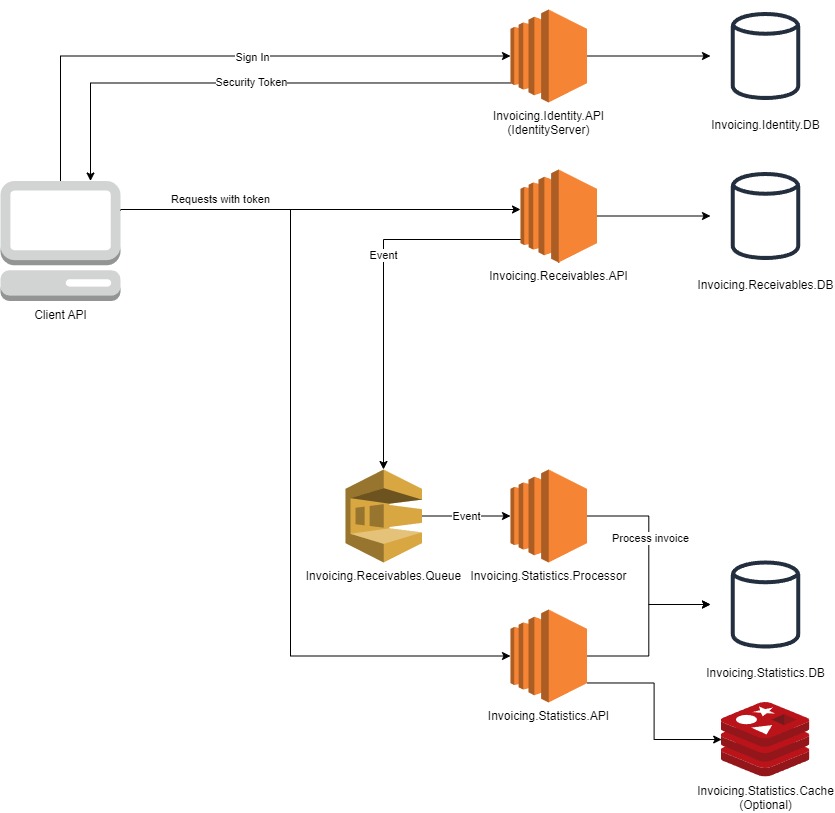 Sign In
Security Token
Invoicing.Identity.API
(IdentityServer)
Invoicing.Identity.DB
Requests with token
Event
Invoicing.Receivables.API
Invoicing.Receivables.DB
Client API
Event
Process invoice
Invoicing.Receivables.Queue
Invoicing.Statistics.Processor
Invoicing.Statistics.DB
Invoicing.Statistics.API
Invoicing.Statistics.Cache
(Optional)